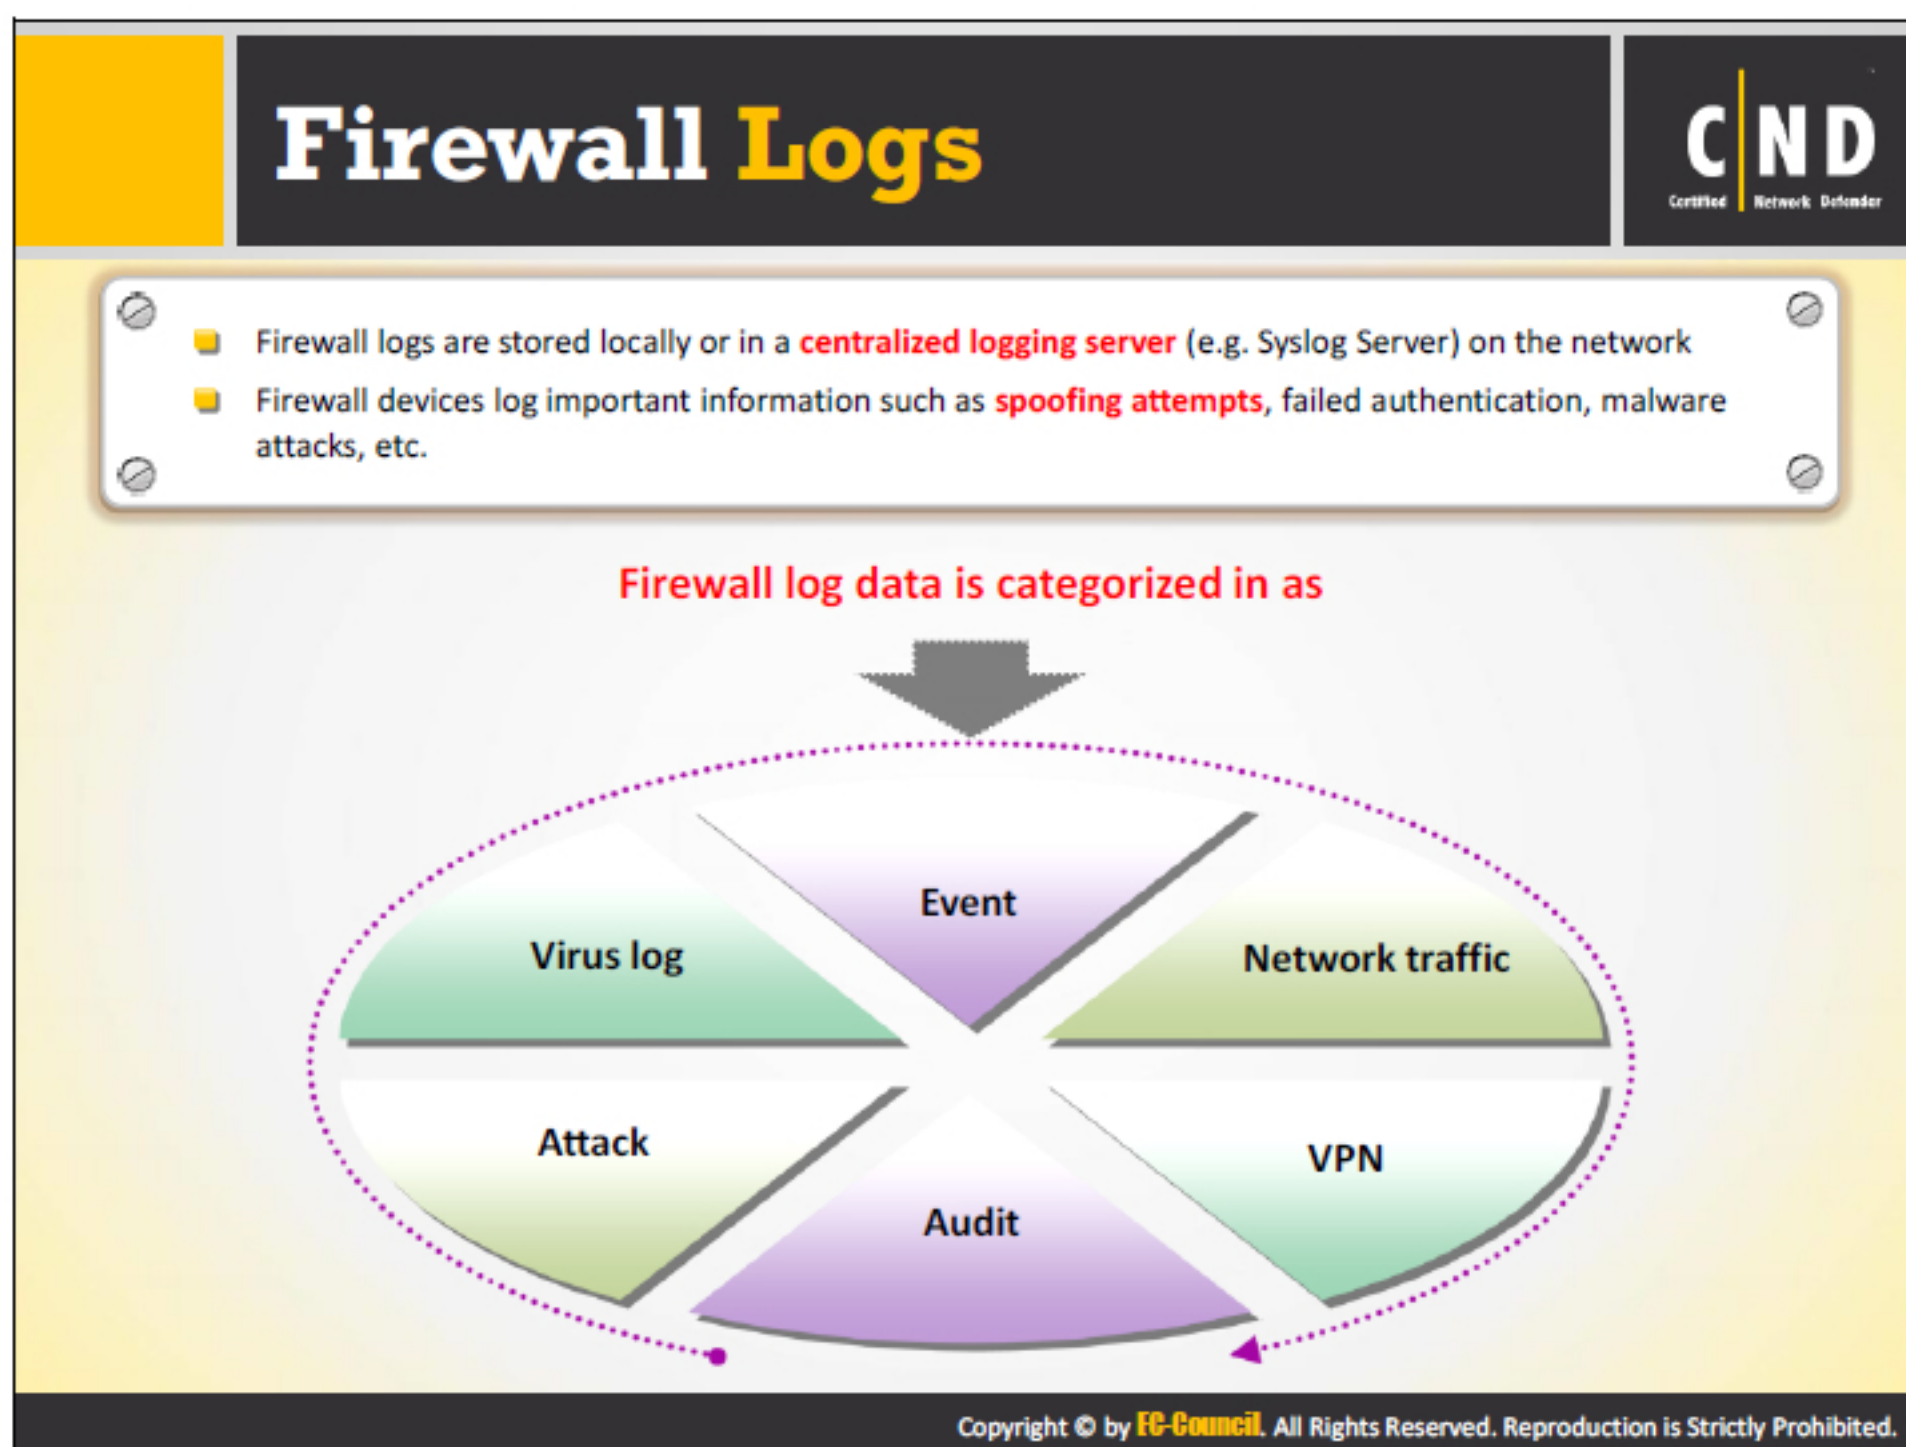 Firewall Logs
C|ND
Certified Network Defender
Firewall logs are stored locally or in a centralized logging server (e.g. Syslog Server) on the network
Firewall devices log important information such as spoofing attempts, failed authentication, malware
attacks, etc.
Firewall log data is categorized in as
Event
Virus log
Network traffic
Attack
VPN
Audit
Copyright © by EC-Council. All Rights Reserved. Reproduction is Strictly Prohibited.